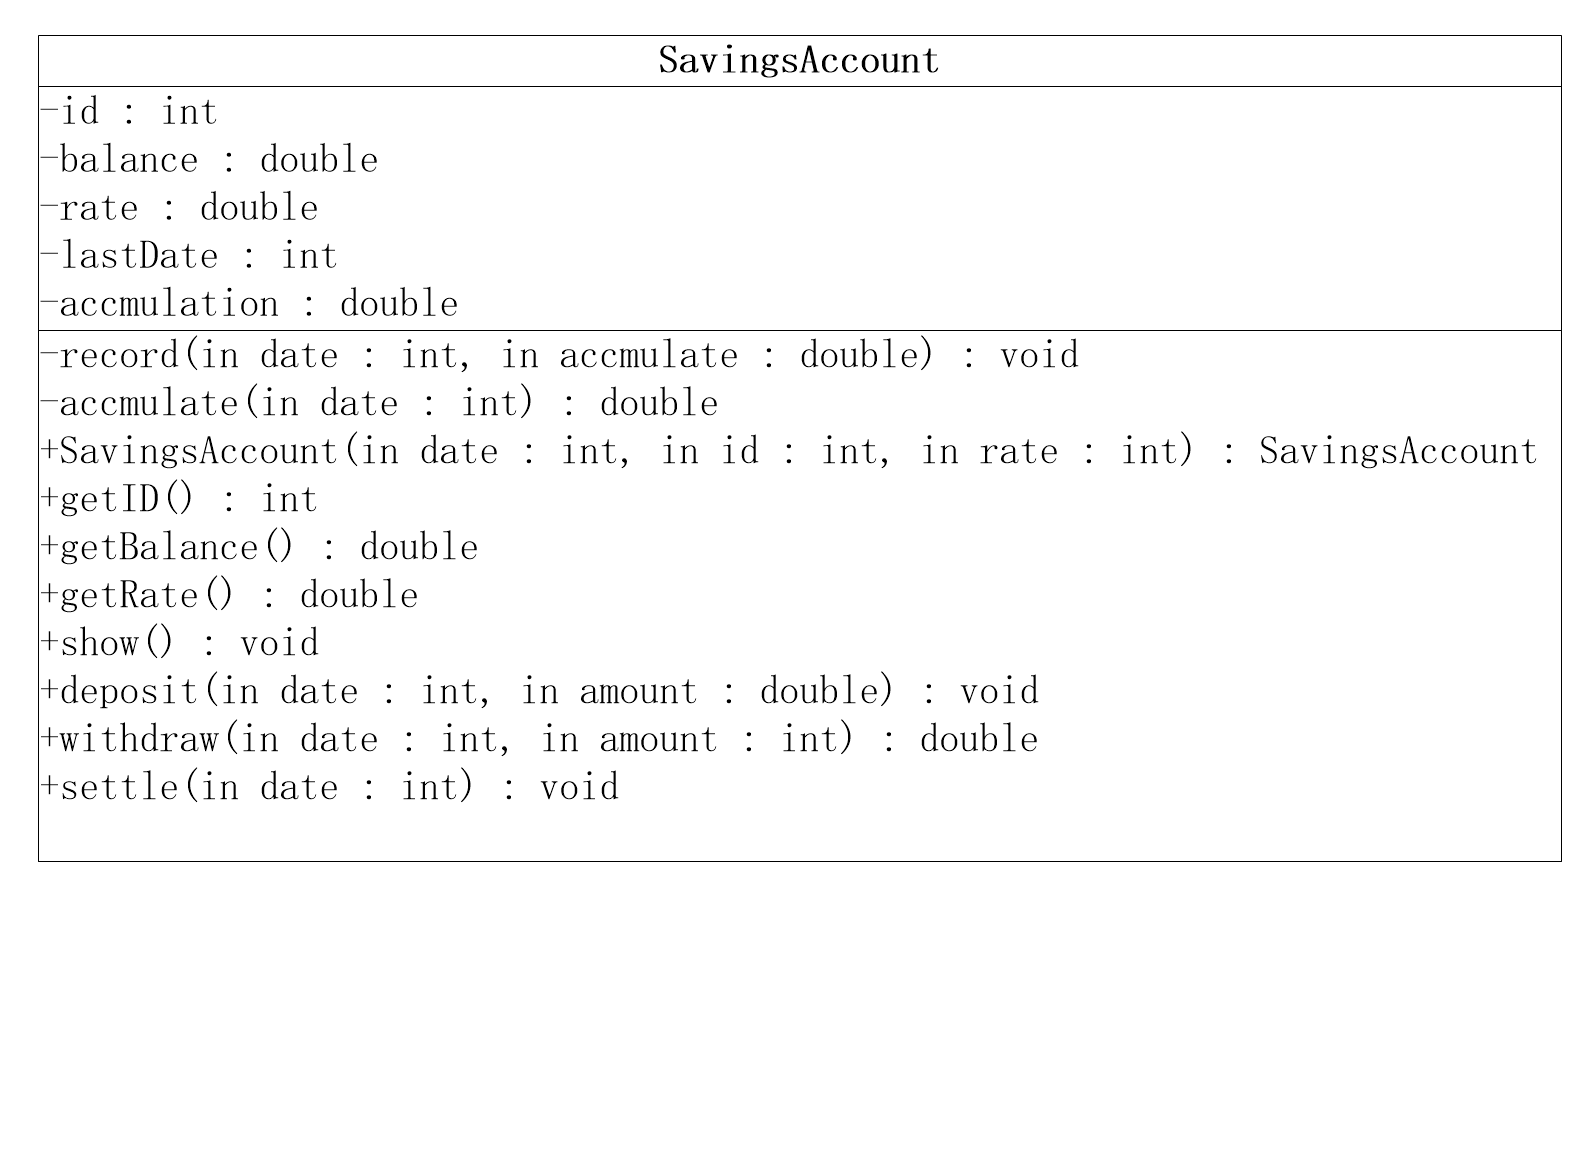 SavingsAccount
-id : int
-balance : double
-rate : double
-lastDate : int
-accmulation : double
-record(in date : int, in accmulate : double) : void
-accmulate(in date : int) : double
+SavingsAccount(in date : int, in id : int, in rate : int) : SavingsAccount
+getID() : int
+getBalance() : double
+getRate() : double
+show() : void
+deposit(in date : int, in amount : double) : void
+withdraw(in date : int, in amount : int) : double
+settle(in date : int) : void